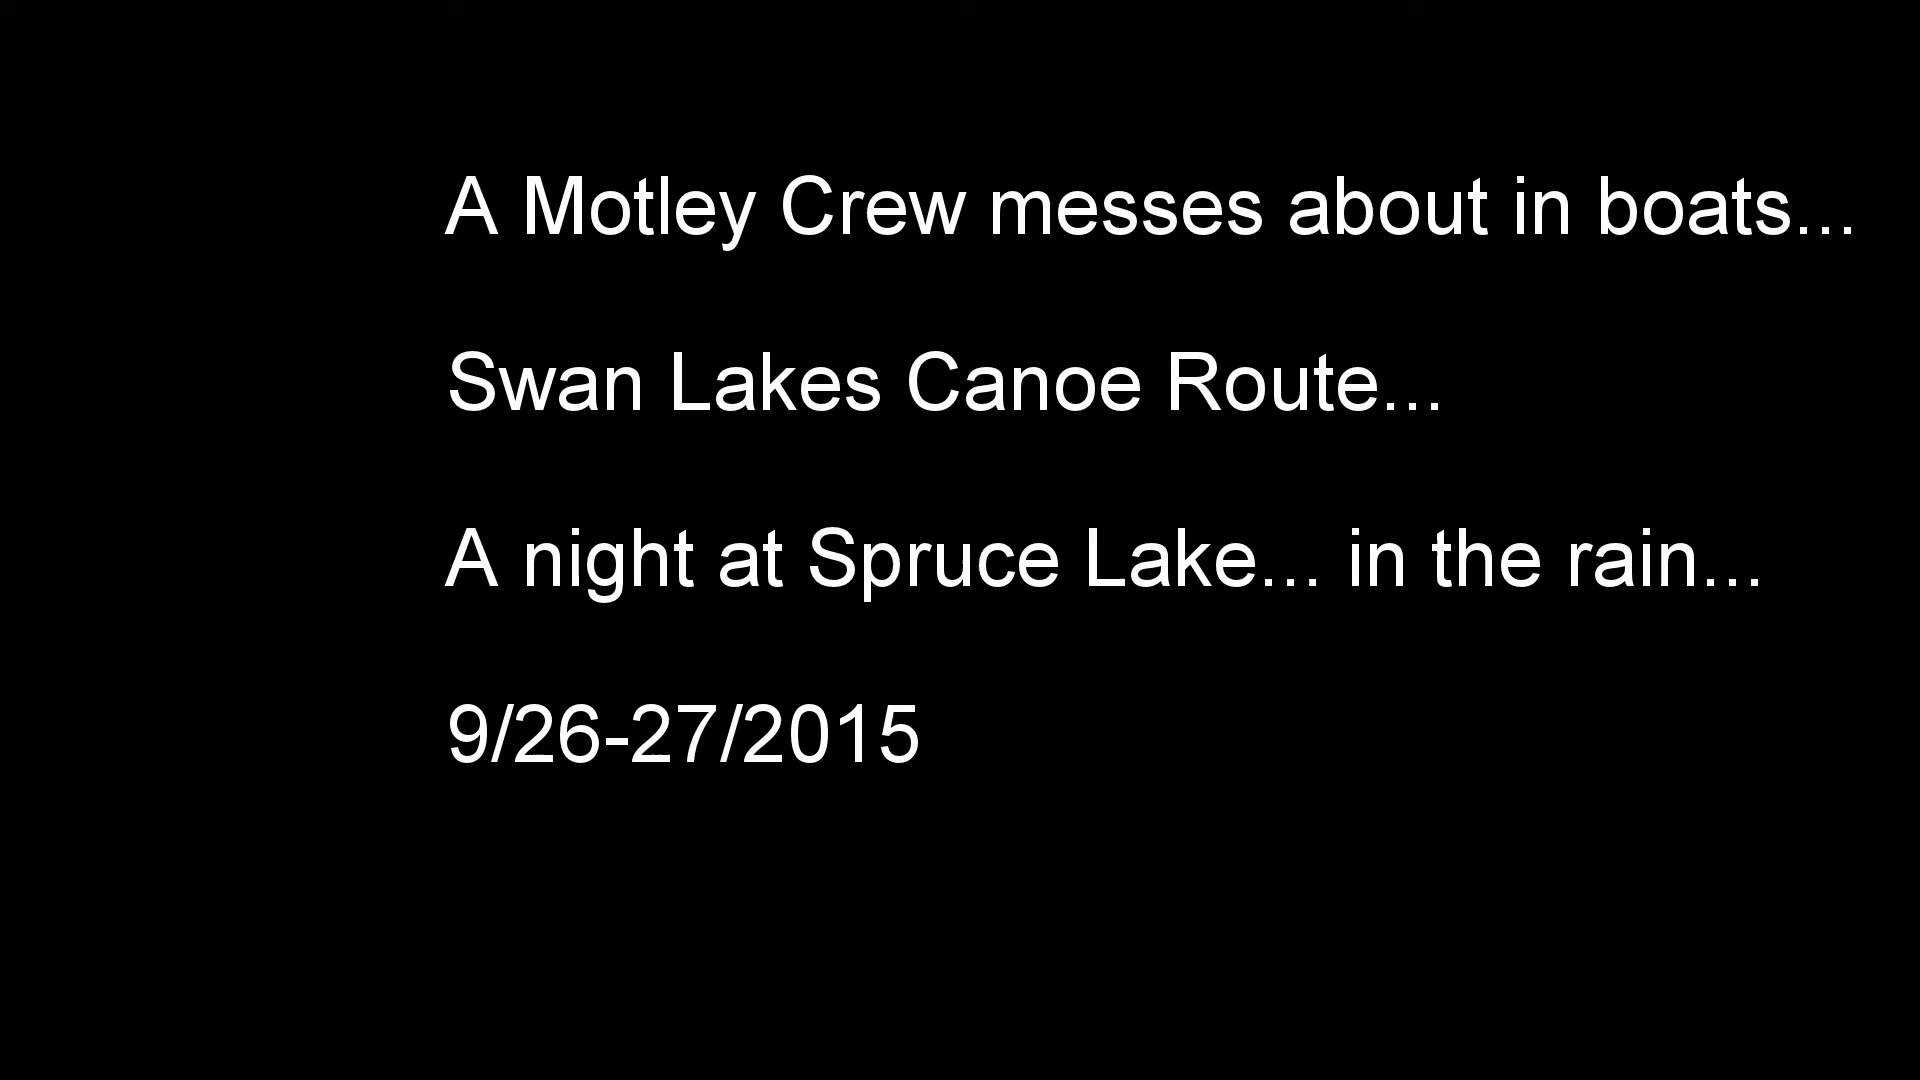 A Motley Crew messes about in boats...
Swan Lakes Canoe Route...
A night at Spruce Lake... in the rain...
9/26-27/2015